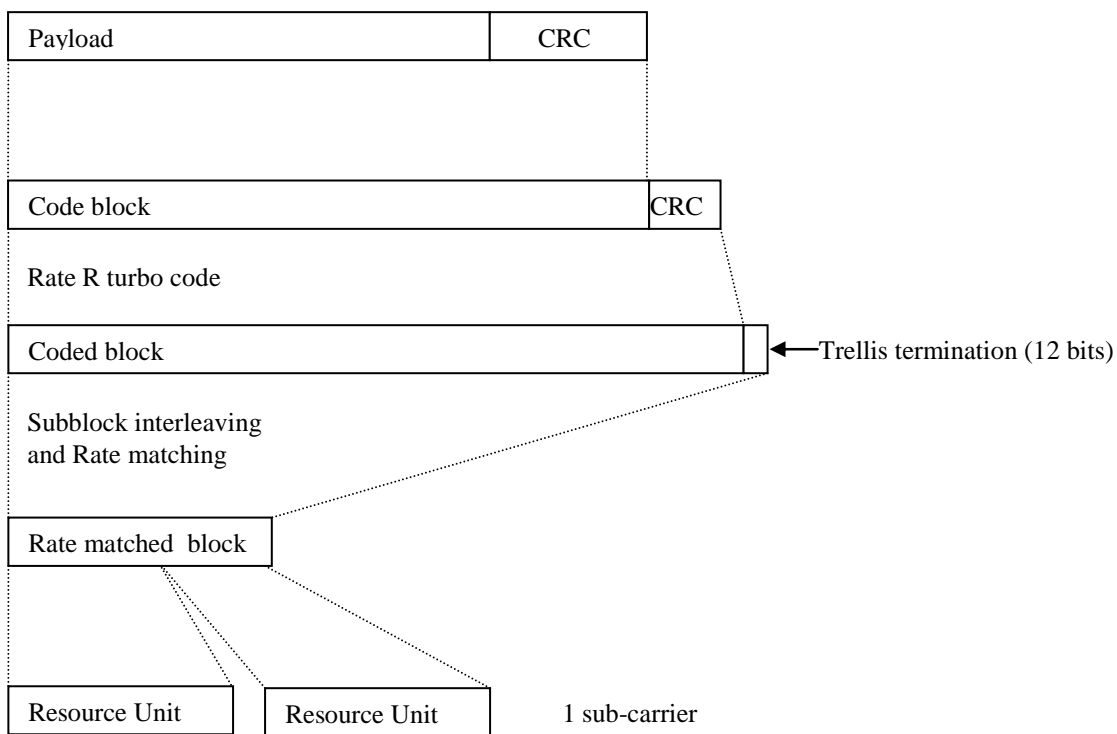 Payload CRC
Code block CRC
Rate R turbo code
Coded block
Trellis termination (12 bits)
Subblock interleaving
and Rate matching
Rate matched block
Resource Unit Resource Unit 1 sub-carrier